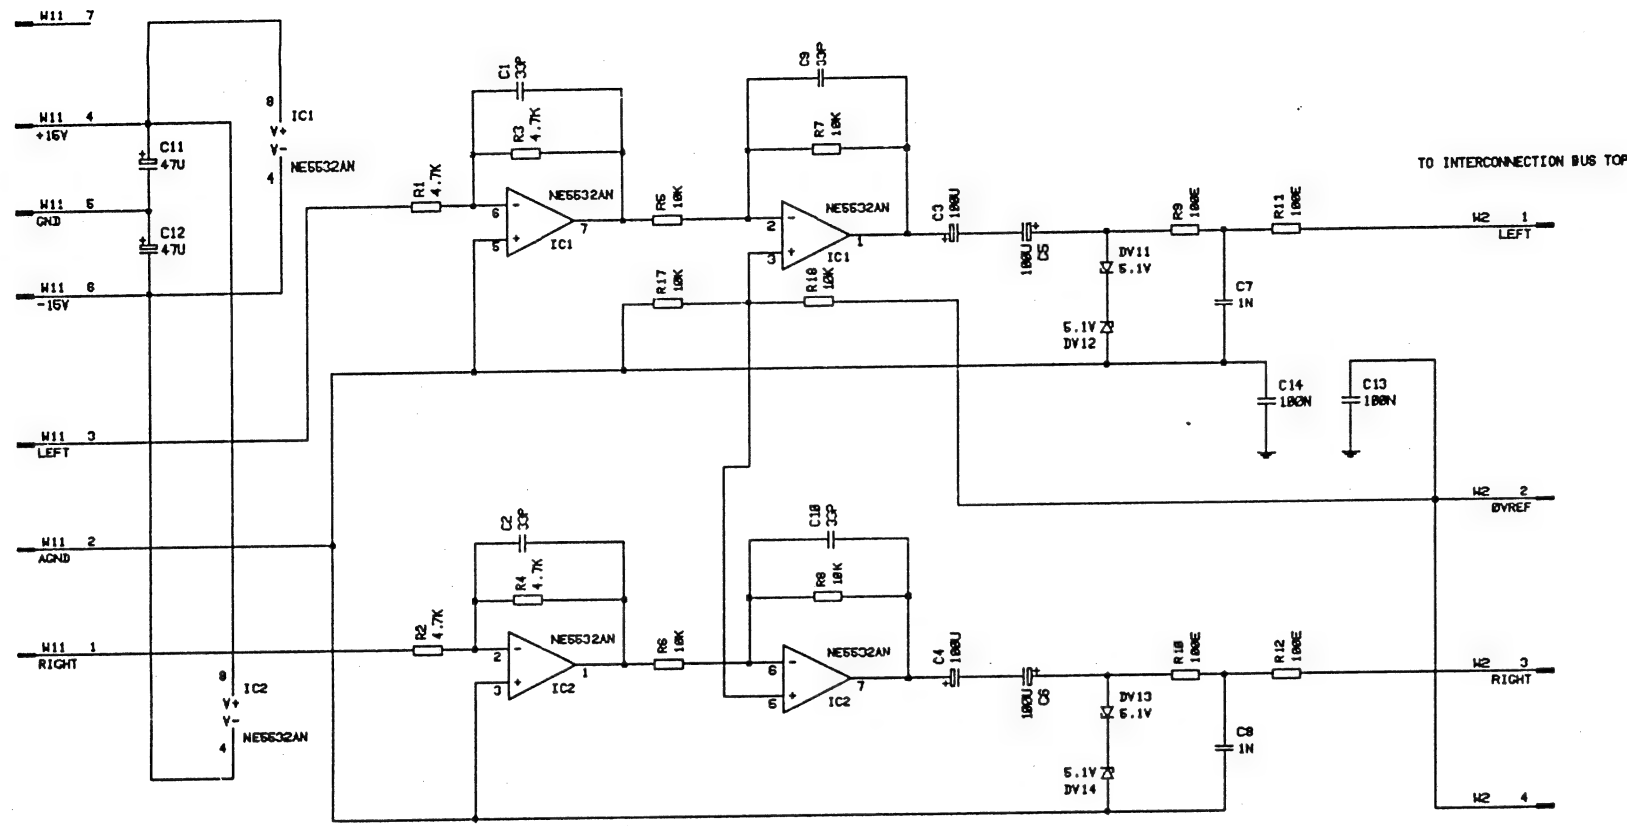 W11 7
W11 4
+15V
W11 5
GND
W11 6
-15V
W11 3
LEFT
W11 2
AGND
W11 1
RIGHT
C11
47U
C12
47U
8
IC1
V+
V-
NE5532AN
4
8
IC2
V+
V-
NE5532AN
4
R1
4.7K
C1
33P
R3
4.7K
NE5532AN
6
5
7
IC1
R5
10K
C9
33P
R7
10K
NE5532AN
2
3
1
IC1
R17
10K
R18
10K
C3
100U
100U
C5
DV11
5.1V
5.1V
DV12
R9
100E
C7
1N
R11
100E
TO INTERCONNECTION BUS TOP
W2 1
LEFT
C14
100N
C13
100N
W2 2
0VREF
R2
4.7K
C2
33P
R4
4.7K
NE5532AN
2
3
1
IC2
R6
10K
C10
33P
R8
10K
NE5532AN
6
5
7
IC2
C4
100U
100U
C6
DV13
5.1V
5.1V
DV14
R10
100E
C8
1N
R12
100E
W2 3
RIGHT
W2 4